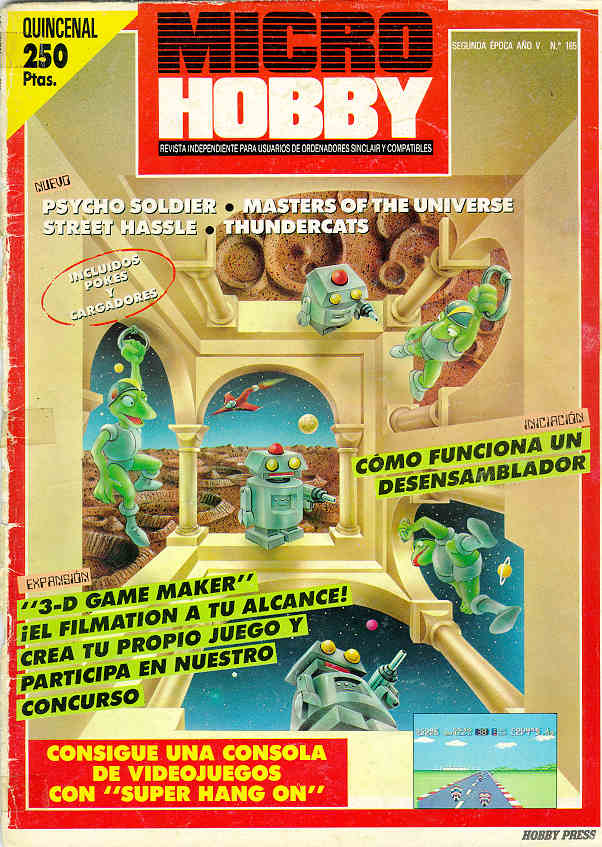 QUINCENAL
250
Ptas.
MICRO
HOBBY
SEGUNDA ÉPOCA AÑO V N.º 165
REVISTA INDEPENDIENTE PARA USUARIOS DE ORDENADORES SINCLAIR Y COMPATIBLES
NUEVO
PSYCHO SOLDIER • MASTERS OF THE UNIVERSE
STREET HASSLE • THUNDERCATS
INCLUIDOS
POKES
Y
CARGADORES
INICIACIÓN
CÓMO FUNCIONA UN
DESENSAMBLADOR
EXPANSIÓN
"3-D GAME MAKER"
¡EL FILMATION A TU ALCANCE!
CREA TU PROPIO JUEGO Y
PARTICIPA EN NUESTRO
CONCURSO
CONSIGUE UNA CONSOLA
DE VIDEOJUEGOS
CON "SUPER HANG ON"
HOBBY PRESS